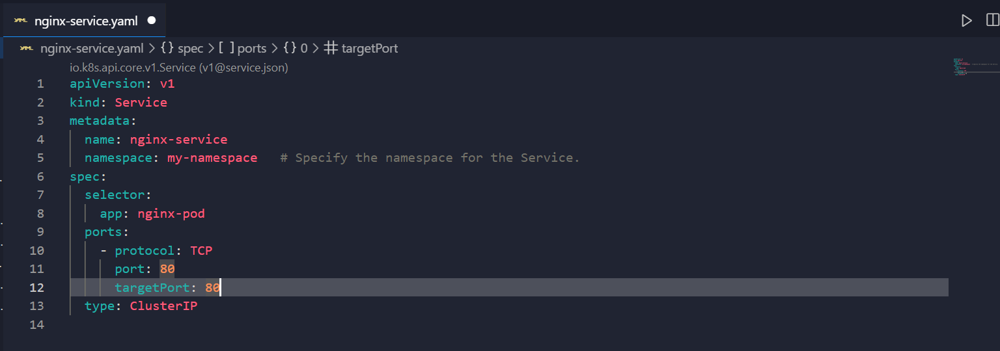 YAML nginx-service.yaml
YAML nginx-service.yaml > {} spec > [ ] ports > {} 0 > # targetPort
io.k8s.api.core.v1.Service (v1@service.json)
1 apiVersion: v1
2 kind: Service
3 metadata:
4   name: nginx-service
5   namespace: my-namespace   # Specify the namespace for the Service.
6 spec:
7   selector:
8     app: nginx-pod
9   ports:
10     - protocol: TCP
11       port: 80
12       targetPort: 80
13   type: ClusterIP
14